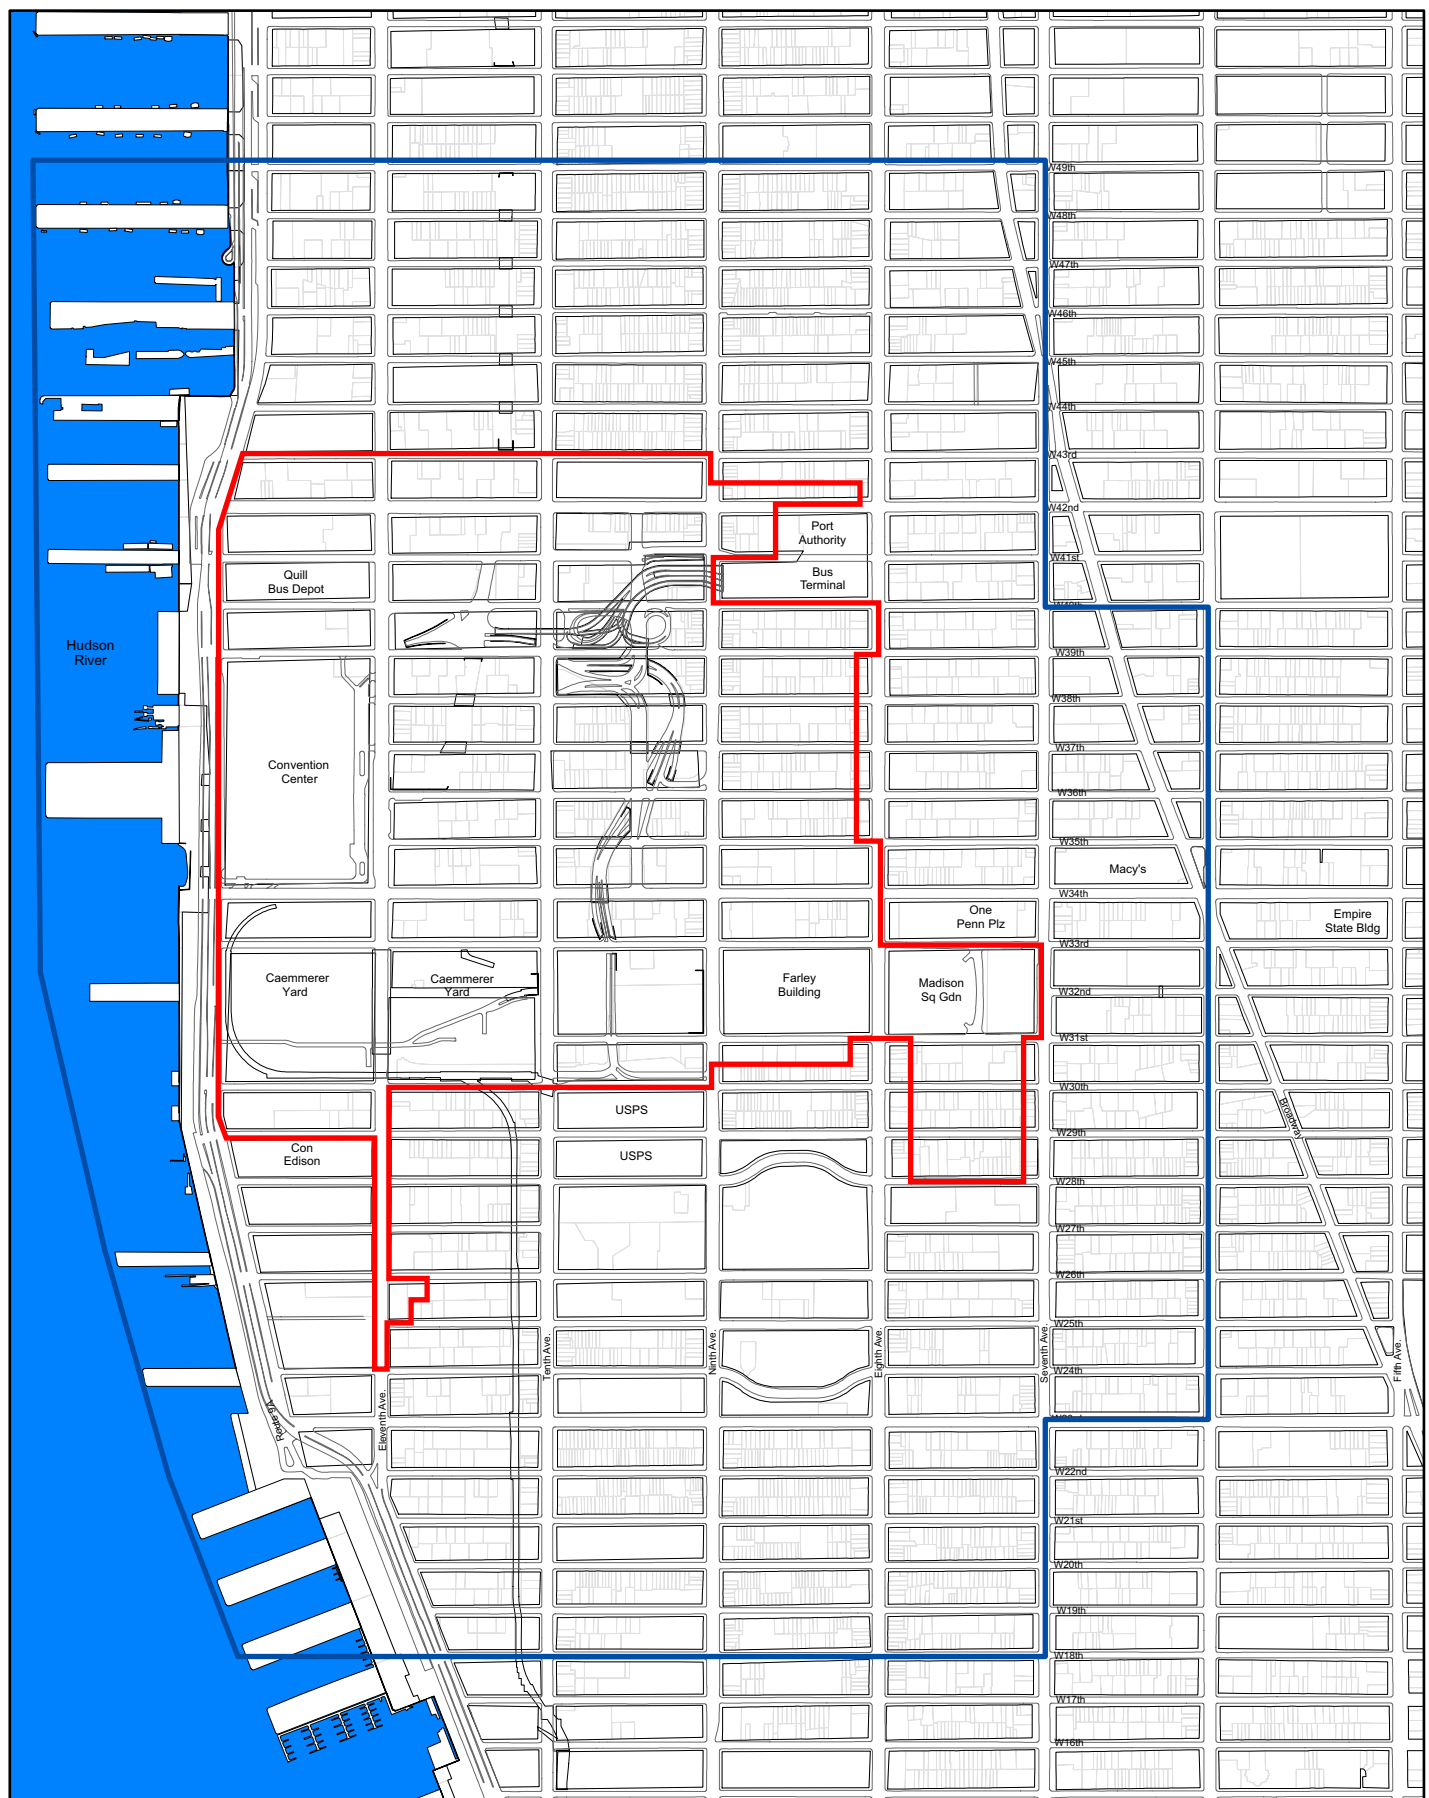 W49th
W48th
W47th
W46th
W45th
W44th
W43rd
W42nd
Port
Authority
W41st
Quill
Bus Depot
Bus
Terminal
Hudson
River
W39th
W38th
W37th
Convention
Center
W36th
W35th
Macy's
W34th
One
Penn Plz
Empire
State Bldg
W33rd
Caemmerer
Yard
Caemmerer
Yard
Farley
Building
Madison
Sq Gdn
W32nd
W31st
W30th
USPS
Broadway
W29th
Con
Edison
USPS
W28th
W27th
W26th
W25th
Tenth Ave.
Ninth Ave.
Eighth Ave.
Seventh Ave.
Fifth Ave.
W24th
Route 9A
Eleventh Ave.
W22nd
W21st
W20th
W19th
W18th
W17th
W16th